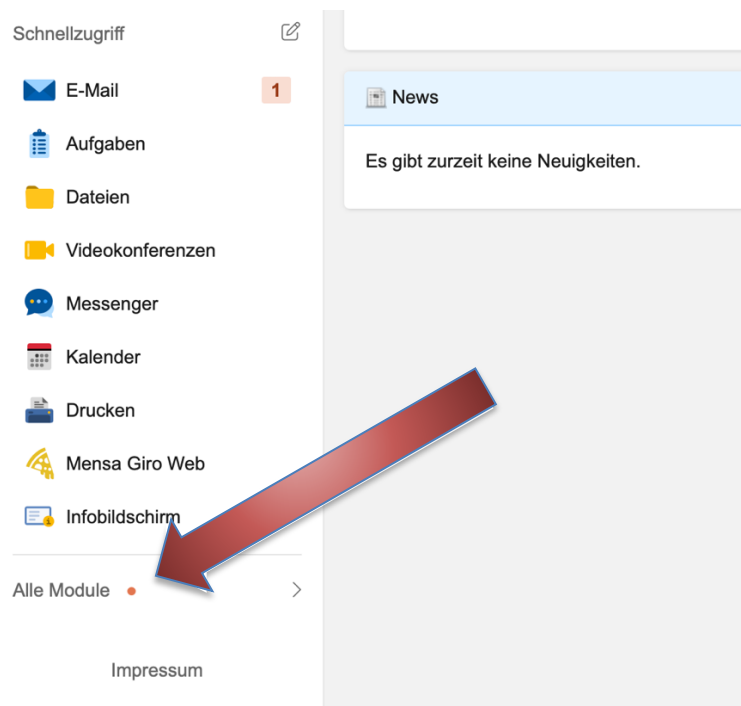 Schnellzugriff
E-Mail
1
Aufgaben
Dateien
Videokonferenzen
Messenger
Kalender
Drucken
Mensa Giro Web
Infobildschirm
Alle Module
Impressum
News
Es gibt zurzeit keine Neuigkeiten.